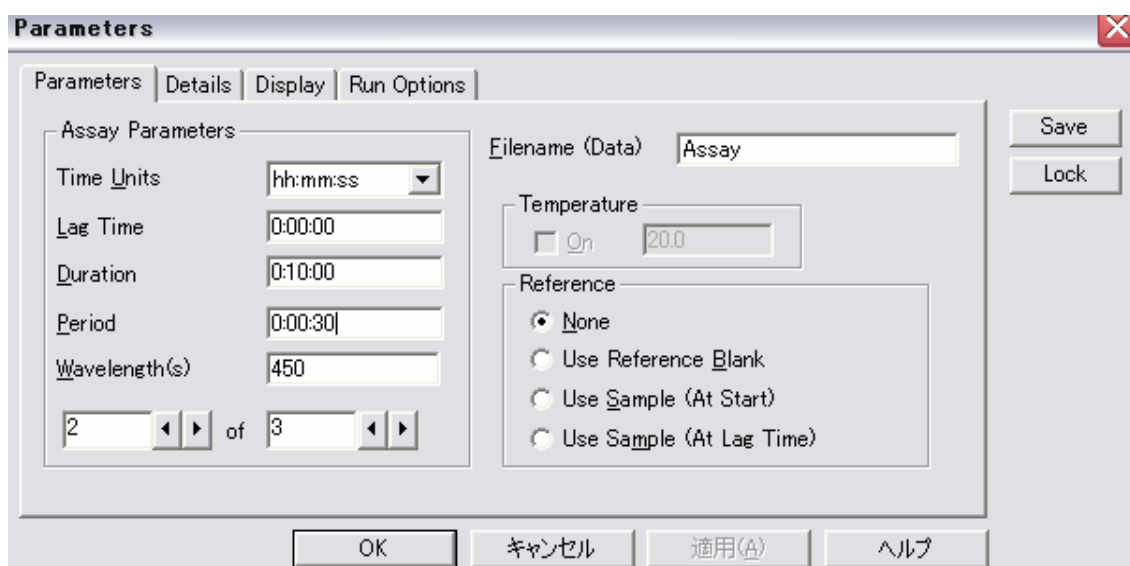 Parameters
Parameters Details Display Run Options
Assay Parameters
Time Units hh:mm:ss
Lag Time 0:00:00
Duration 0:10:00
Period 0:00:30
Wavelength(s) 450
2 of 3
Filename (Data) Assay
Temperature
On 20.0
Reference
None
Use Reference Blank
Use Sample (At Start)
Use Sample (At Lag Time)
Save
Lock
OK キャンセル 適用(A) ヘルプ